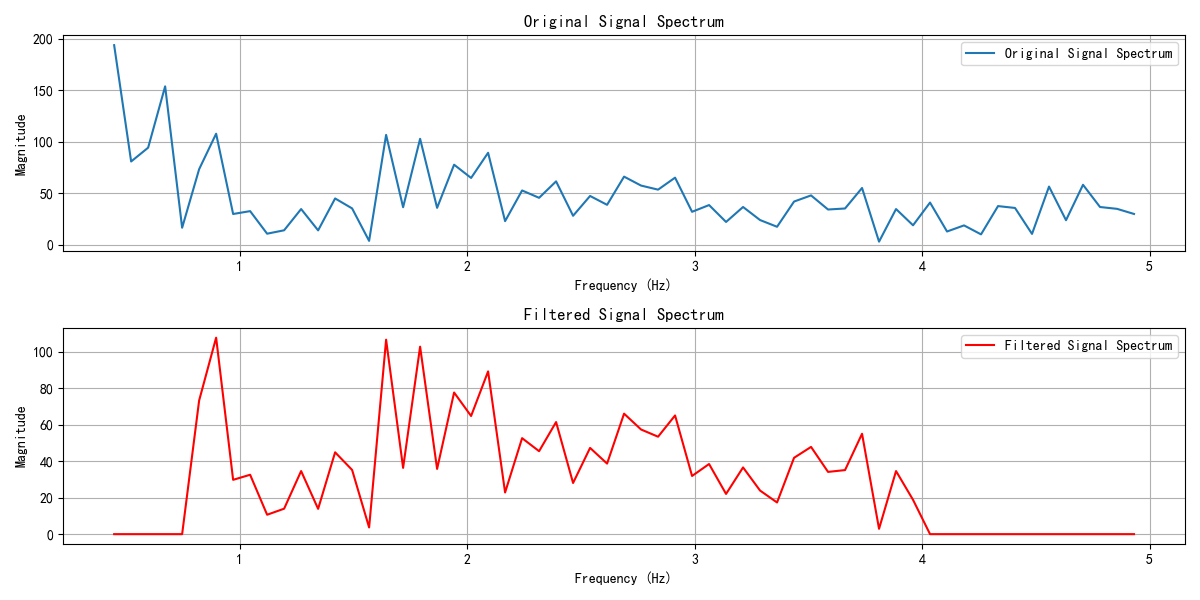 Original Signal Spectrum
200
150
100
50
0
Magnitude
Original Signal Spectrum
1
2
3
4
5
Frequency (Hz)
Filtered Signal Spectrum
100
80
60
40
20
0
Magnitude
Filtered Signal Spectrum
1
2
3
4
5
Frequency (Hz)